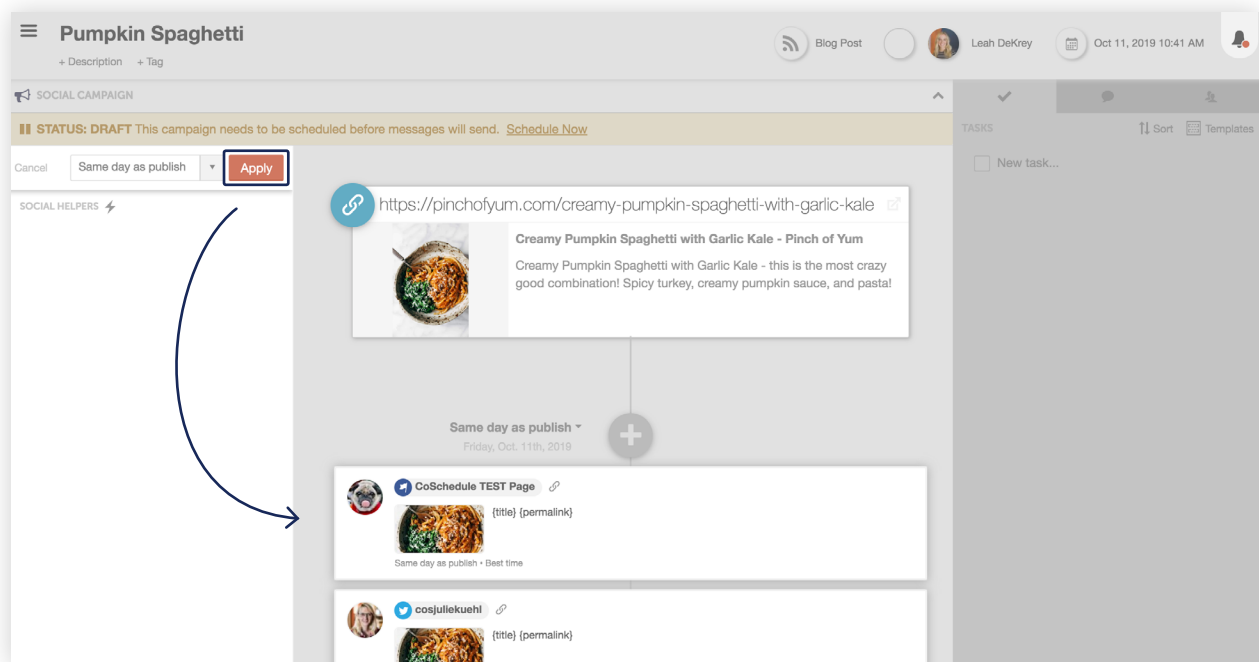 Pumpkin Spaghetti
+ Description + Tag
Blog Post
Leah DeKrey
Oct 11, 2019 10:41 AM
SOCIAL CAMPAIGN
STATUS: DRAFT This campaign needs to be scheduled before messages will send. Schedule Now
Cancel
Same day as publish
Apply
SOCIAL HELPERS
https://pinchofyum.com/creamy-pumpkin-spaghetti-with-garlic-kale
Creamy Pumpkin Spaghetti with Garlic Kale - Pinch of Yum
Creamy Pumpkin Spaghetti with Garlic Kale - this is the most crazy
good combination! Spicy turkey, creamy pumpkin sauce, and pasta!
Same day as publish
Friday, Oct. 11th, 2019
CoSchedule TEST Page
{title} {permalink}
Same day as publish • Best time
cosjuliekuehl
{title} {permalink}
TASKS
Sort
Templates
New task...